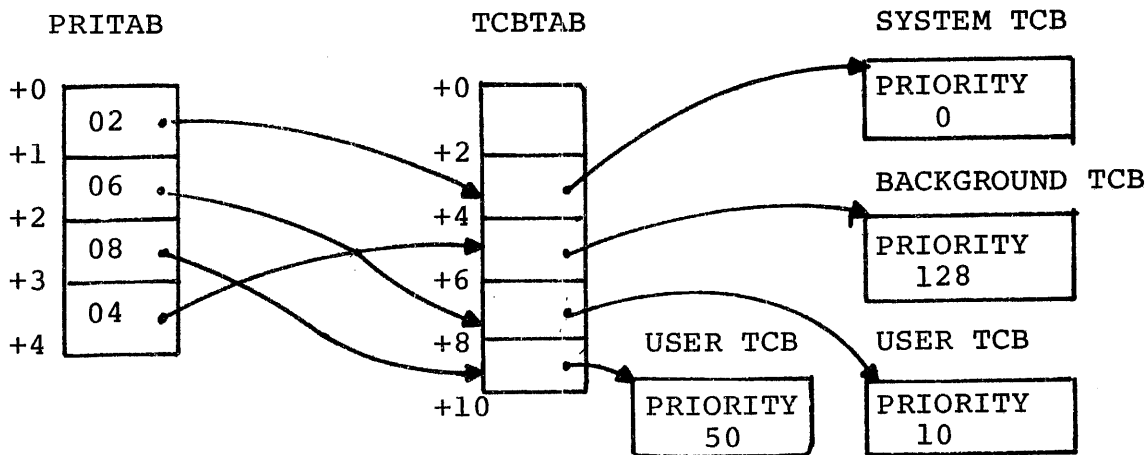 PRITAB
TCBTAB
SYSTEM TCB
+0
02
+1
06
+2
08
+3
04
+4
+0
+2
+4
+6
+8
+10
PRIORITY
0
BACKGROUND TCB
PRIORITY
128
USER TCB
PRIORITY
50
USER TCB
PRIORITY
10